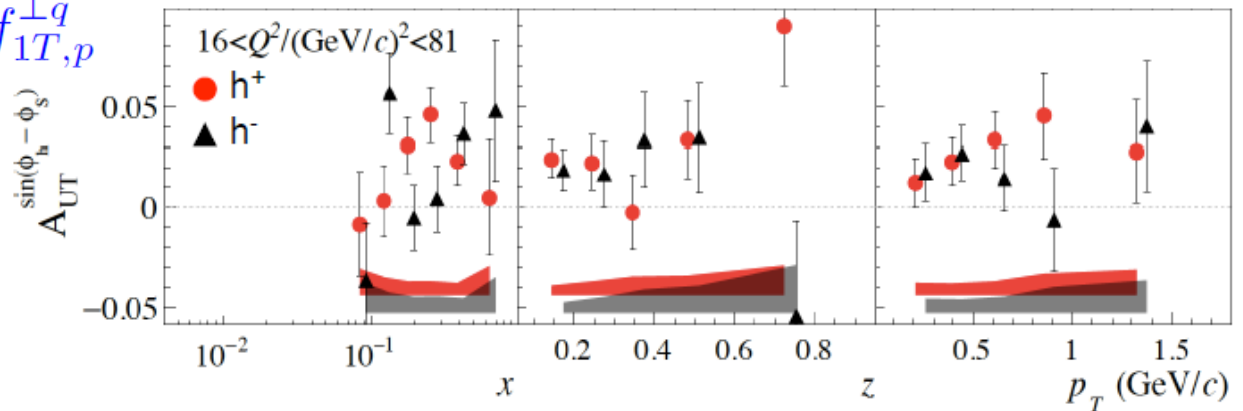 f⊥q1T,p
16<Q²/(GeV/c)²<81
h⁺
h⁻
A sin(ϕh − ϕs) UT
0.05
0
−0.05
10⁻² 10⁻¹ 0.2 0.4 0.6 0.8 0.5 1 1.5
x z pT (GeV/c)